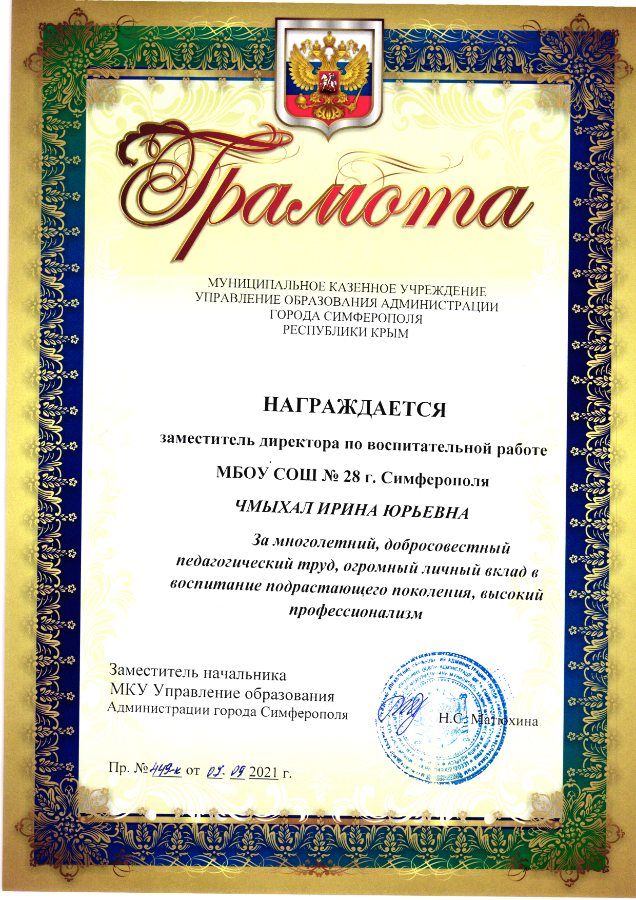 Грамота
МУНИЦИПАЛЬНОЕ КАЗЕННОЕ УЧРЕЖДЕНИЕ
УПРАВЛЕНИЕ ОБРАЗОВАНИЯ АДМИНИСТРАЦИИ
ГОРОДА СИМФЕРОПОЛЯ
РЕСПУБЛИКИ КРЫМ
НАГРАЖДАЕТСЯ
заместитель директора по воспитательной работе
МБОУ СОШ № 28 г. Симферополя
ЧМЫХАЛ ИРИНА ЮРЬЕВНА
За многолетний, добросовестный
педагогический труд, огромный личный вклад в
воспитание подрастающего поколения, высокий
профессионализм
Заместитель начальника
МКУ Управление образования
Администрации города Симферополя
Н.С. Матюхина
Пр. № от 2021 г.